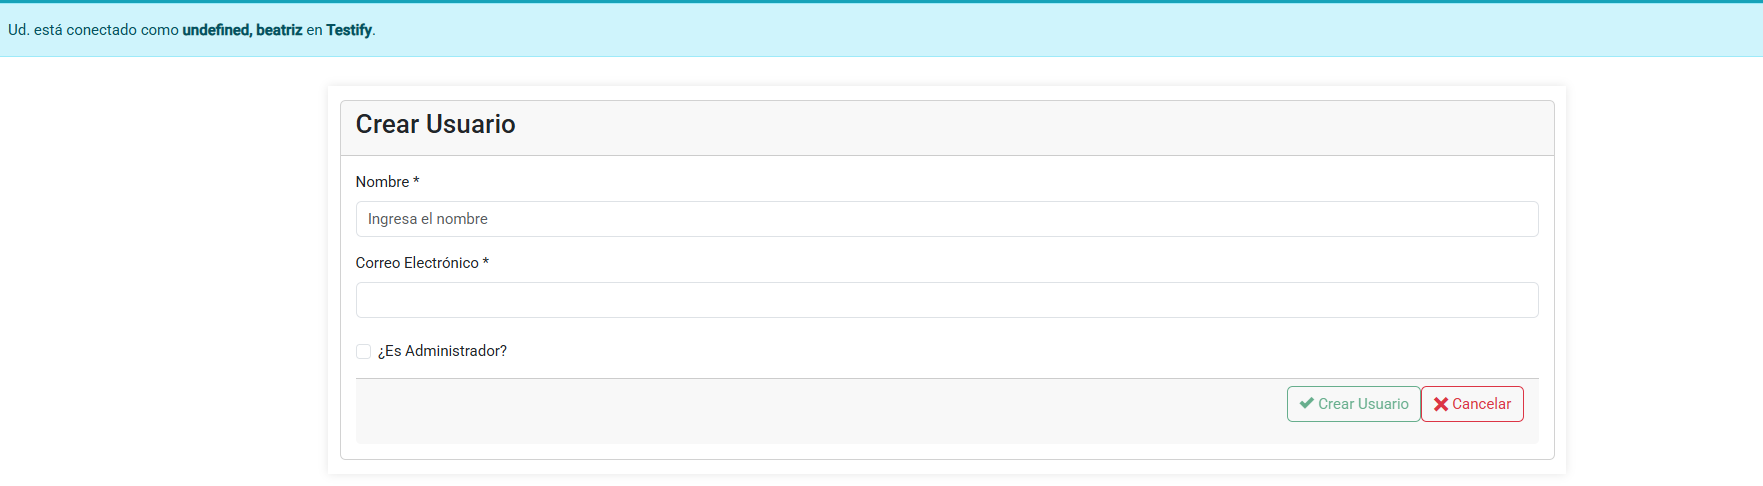 Ud. está conectado como undefined, beatriz en Testify.
Crear Usuario
Nombre *
Ingresa el nombre
Correo Electrónico *
¿Es Administrador?
Crear Usuario Cancelar